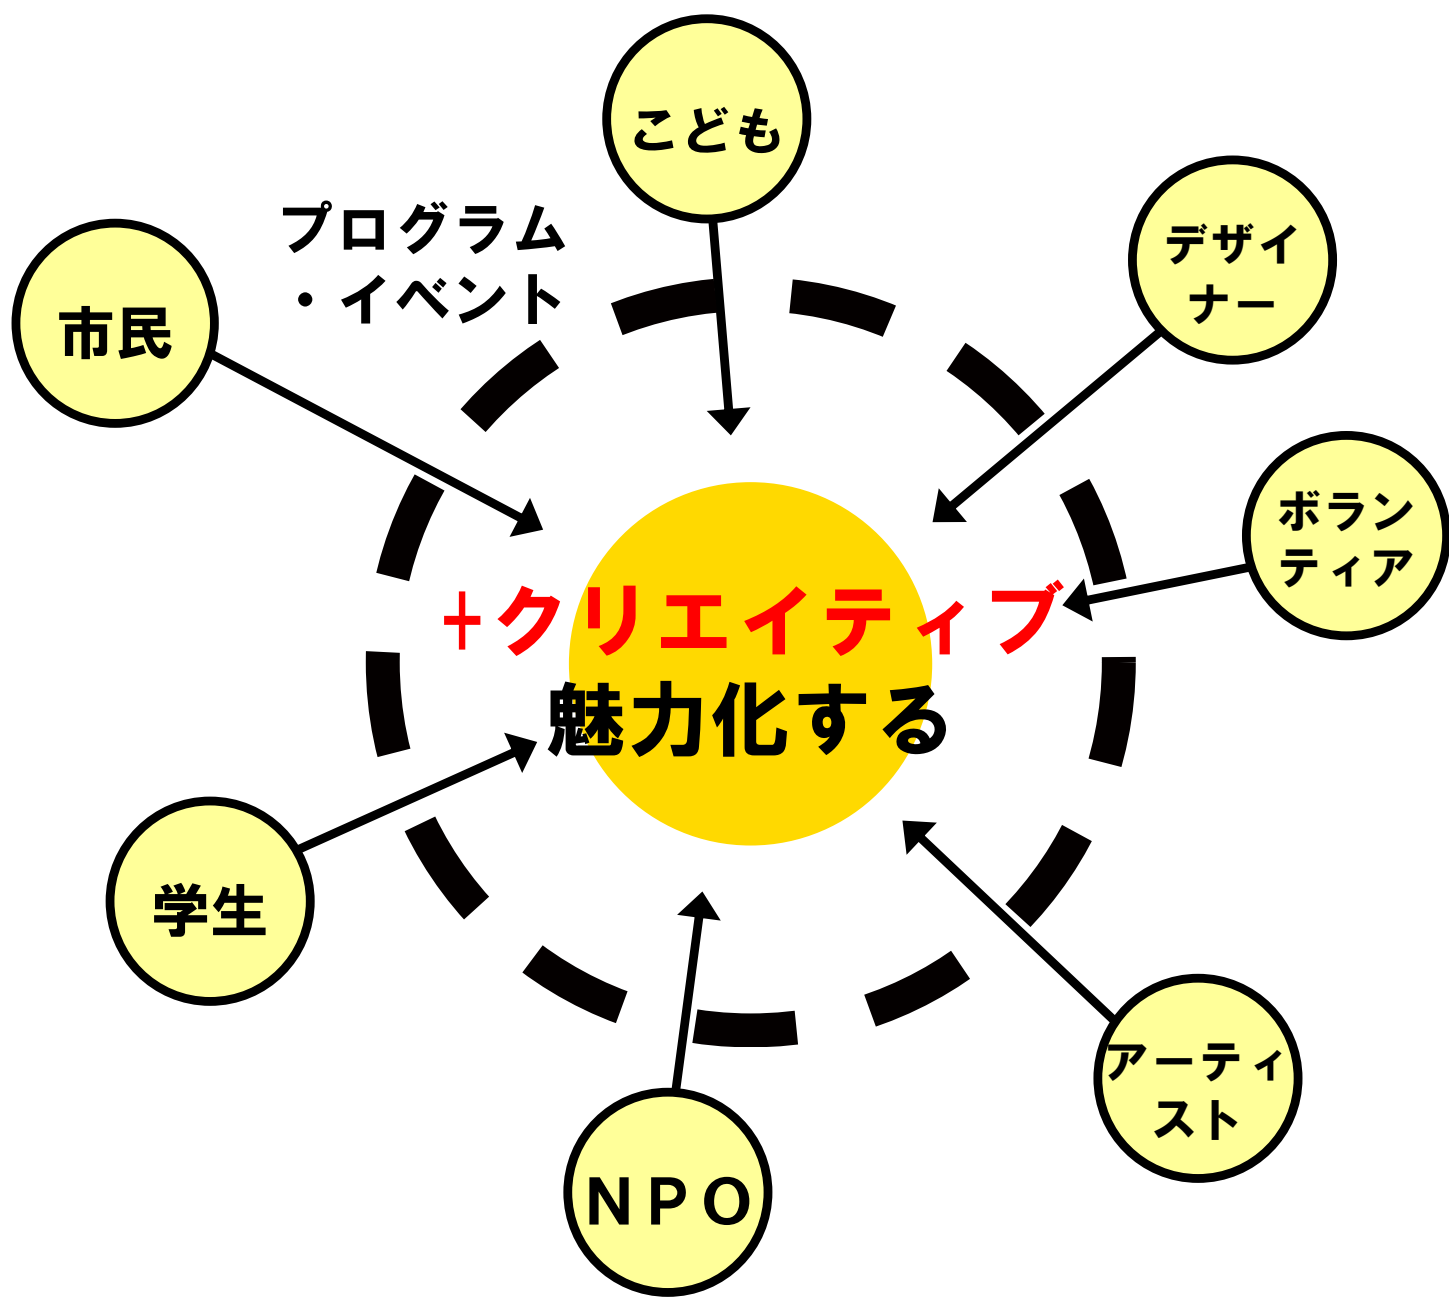 こども
プログラム
・イベント
デザイ
ナー
市民
ボラン
ティア
+クリエイティブ
魅力化する
学生
アーティ
スト
ＮＰＯ